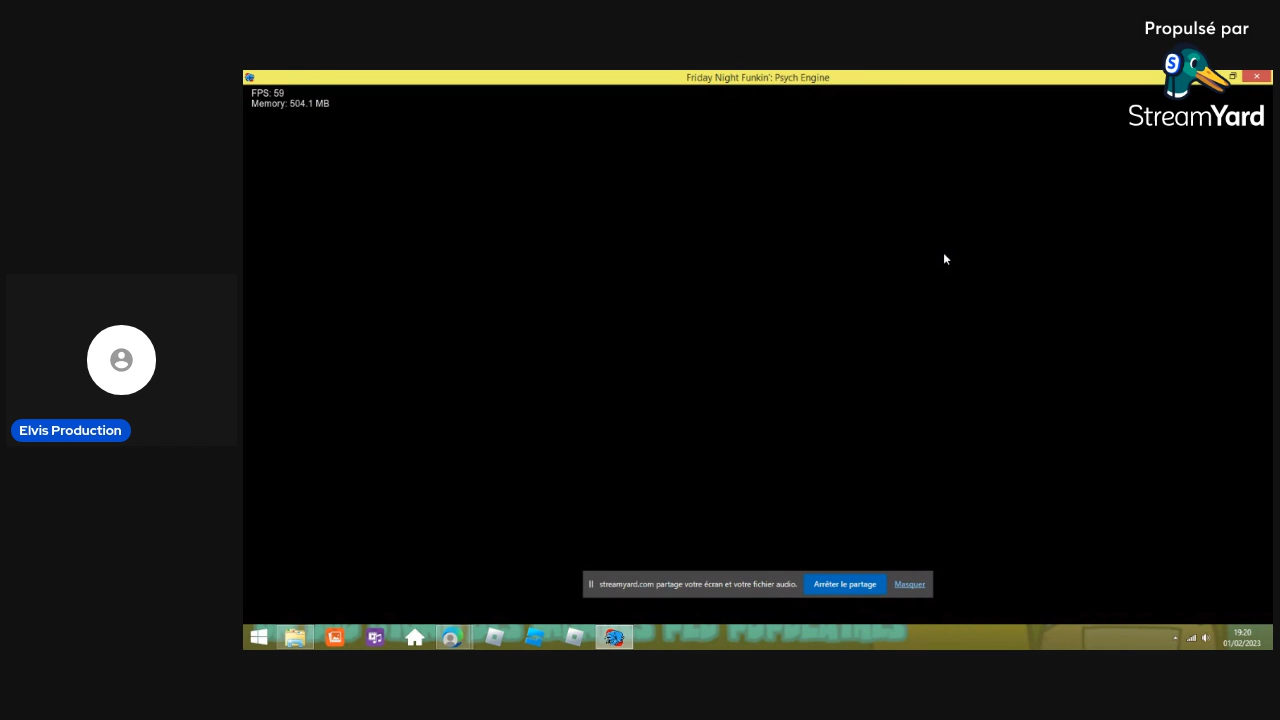 Propulsé par
StreamYard
Friday Night Funkin': Psych Engine
FPS: 59
Memory: 504.1 MB
Elvis Production
streamyard.com partage votre écran et votre fichier audio.
Arrêter le partage
Masquer
19:20
01/02/2023